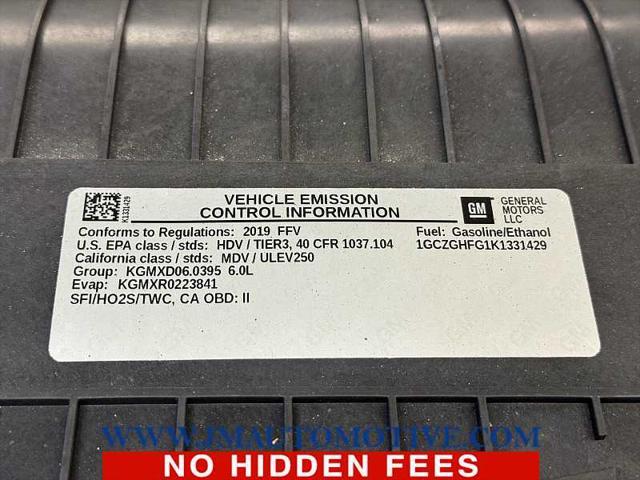 K1331429
VEHICLE EMISSION
CONTROL INFORMATION
GM
GENERAL
MOTORS
LLC
Conforms to Regulations: 2019 FFV
Fuel: Gasoline/Ethanol
U.S. EPA class / stds: HDV / TIER3, 40 CFR 1037.104
1GCZGHFG1K1331429
California class / stds: MDV / ULEV250
Group: KGMXD06.0395 6.0L
Evap: KGMXR0223841
SFI/HO2S/TWC, CA OBD: II
WWW.JMAUTOMOTIVE.COM
NO HIDDEN FEES